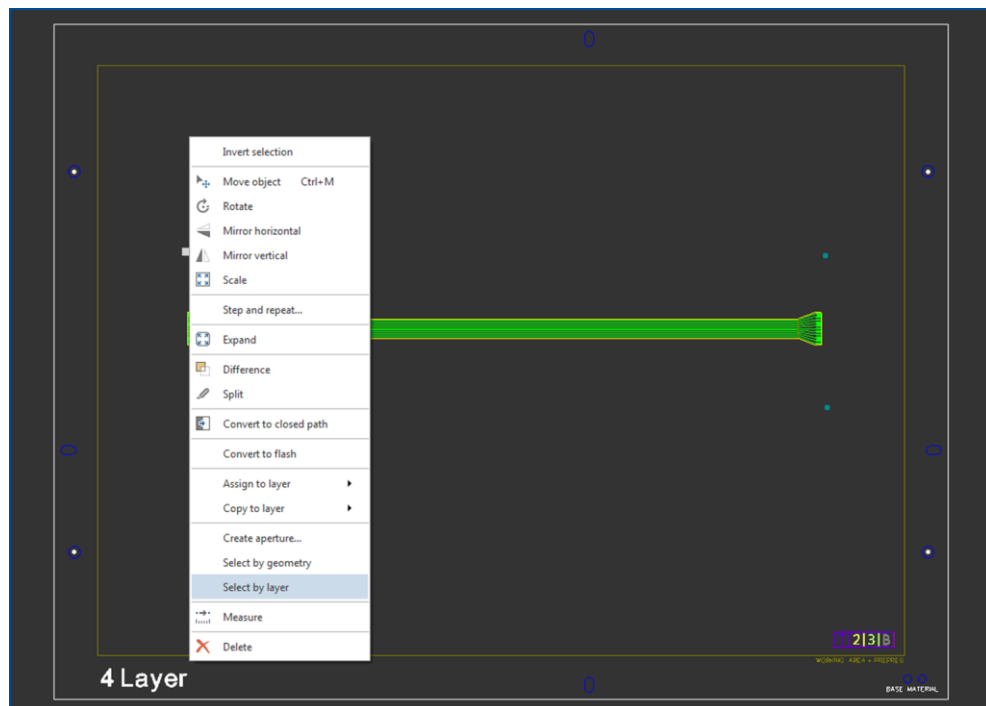 Invert selection
Move object Ctrl+M
Rotate
Mirror horizontal
Mirror vertical
Scale
Step and repeat...
Expand
Difference
Split
Convert to closed path
Convert to flash
Assign to layer
Copy to layer
Create aperture...
Select by geometry
Select by layer
Measure
Delete
2|3|B
WORKING AREA + PREPREG
4 Layer
BASE MATERIAL